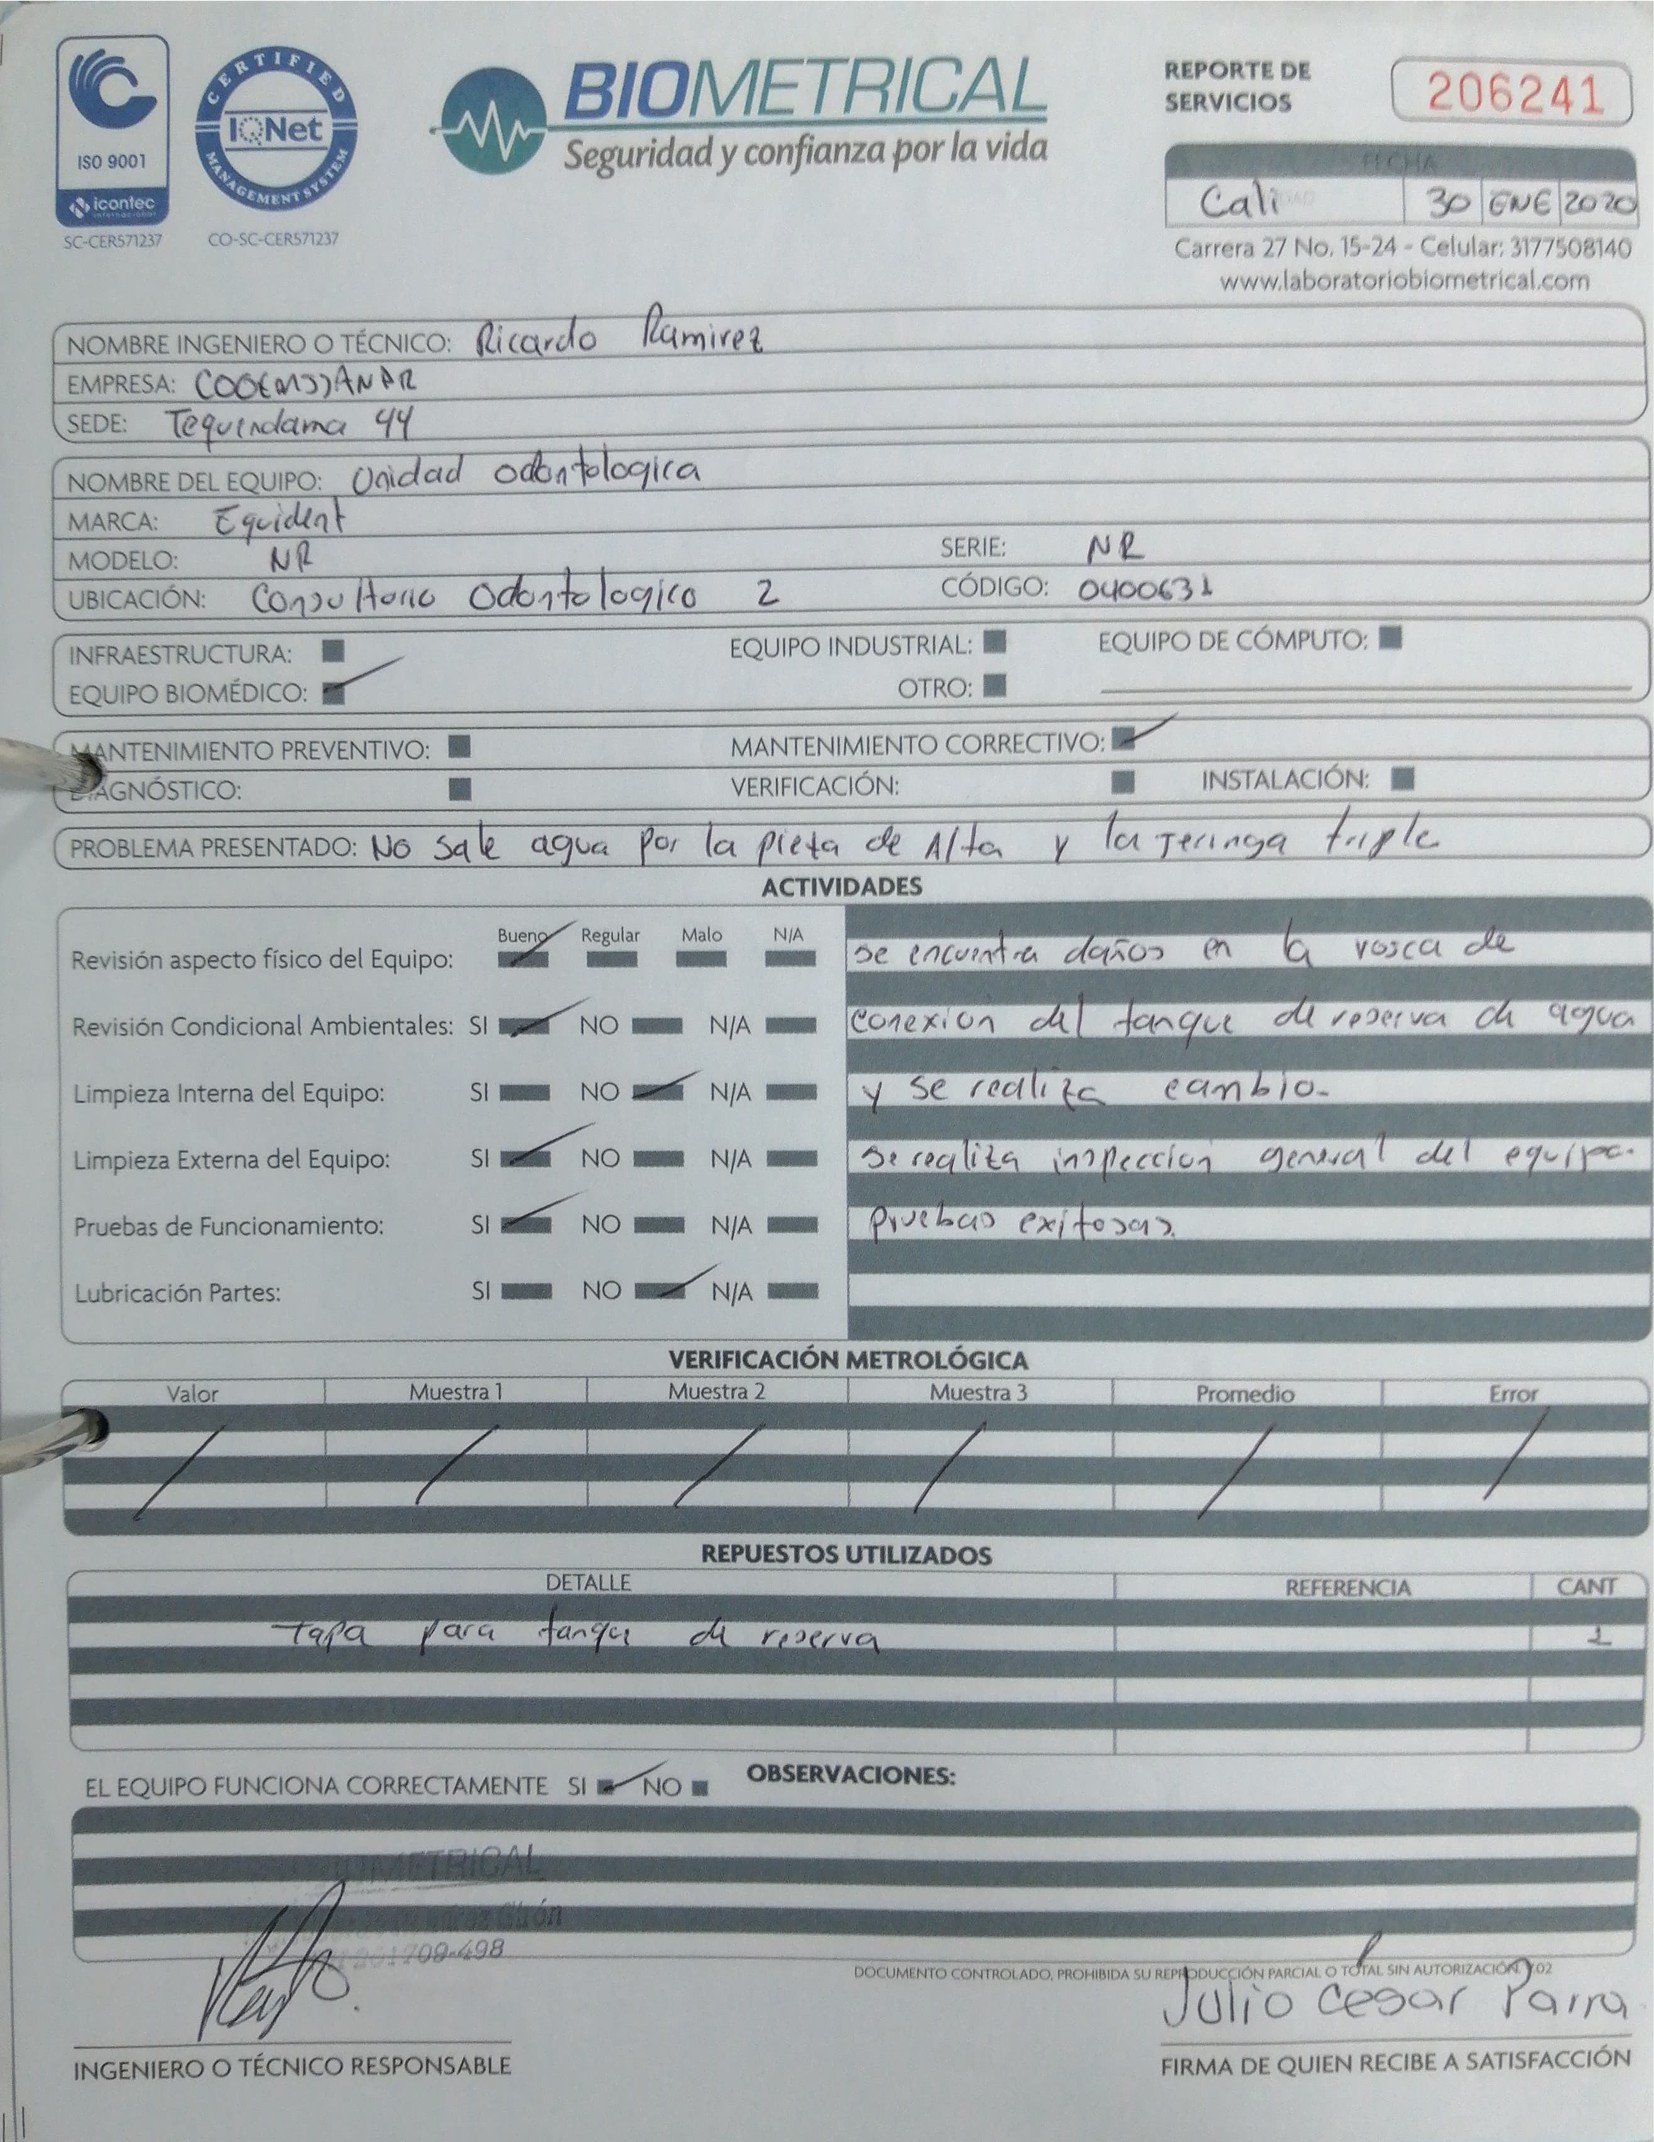 ISO 9001
icontec
internacional
SC-CER571237
CERTIFIED
IQNet
MANAGEMENT SYSTEM
CO-SC-CER571237
BIOMETRICAL
Seguridad y confianza por la vida
REPORTE DE
SERVICIOS
206241
FECHA
Cali 30 ENE 2020
Carrera 27 No. 15-24 - Celular: 3177508140
www.laboratoriobiometrical.com
NOMBRE INGENIERO O TÉCNICO: Ricardo Ramirez
EMPRESA:
SEDE: Tequendama 44
NOMBRE DEL EQUIPO: Unidad odontologica
MARCA: Equident
MODELO: NR SERIE: NR
UBICACIÓN: Consultorio Odontologico 2 CÓDIGO: 0400631
INFRAESTRUCTURA: EQUIPO INDUSTRIAL: EQUIPO DE CÓMPUTO:
EQUIPO BIOMÉDICO: OTRO:
MANTENIMIENTO PREVENTIVO: MANTENIMIENTO CORRECTIVO:
DIAGNÓSTICO: VERIFICACIÓN: INSTALACIÓN:
PROBLEMA PRESENTADO: No sale agua por la pieza de Alta y la Jeringa triple
ACTIVIDADES
Bueno Regular Malo N/A
Revisión aspecto físico del Equipo:
se encuentra daños en la rosca de
Revisión Condicional Ambientales: SI NO N/A
conexion del tanque de reserva de agua
Limpieza Interna del Equipo: SI NO N/A
y se realiza cambio.
Limpieza Externa del Equipo: SI NO N/A
se realiza inspeccion general del equipo.
Pruebas de Funcionamiento: SI NO N/A
pruebas exitosas.
Lubricación Partes: SI NO N/A
VERIFICACIÓN METROLÓGICA
Valor Muestra 1 Muestra 2 Muestra 3 Promedio Error
REPUESTOS UTILIZADOS
DETALLE REFERENCIA CANT
Tapa para tanque de reserva 1
EL EQUIPO FUNCIONA CORRECTAMENTE SI NO OBSERVACIONES:
BIOMETRICAL
09-498
DOCUMENTO CONTROLADO, PROHIBIDA SU REPRODUCCIÓN PARCIAL O TOTAL SIN AUTORIZACIÓN. V.02
Julio Cesar Parra
INGENIERO O TÉCNICO RESPONSABLE
FIRMA DE QUIEN RECIBE A SATISFACCIÓN